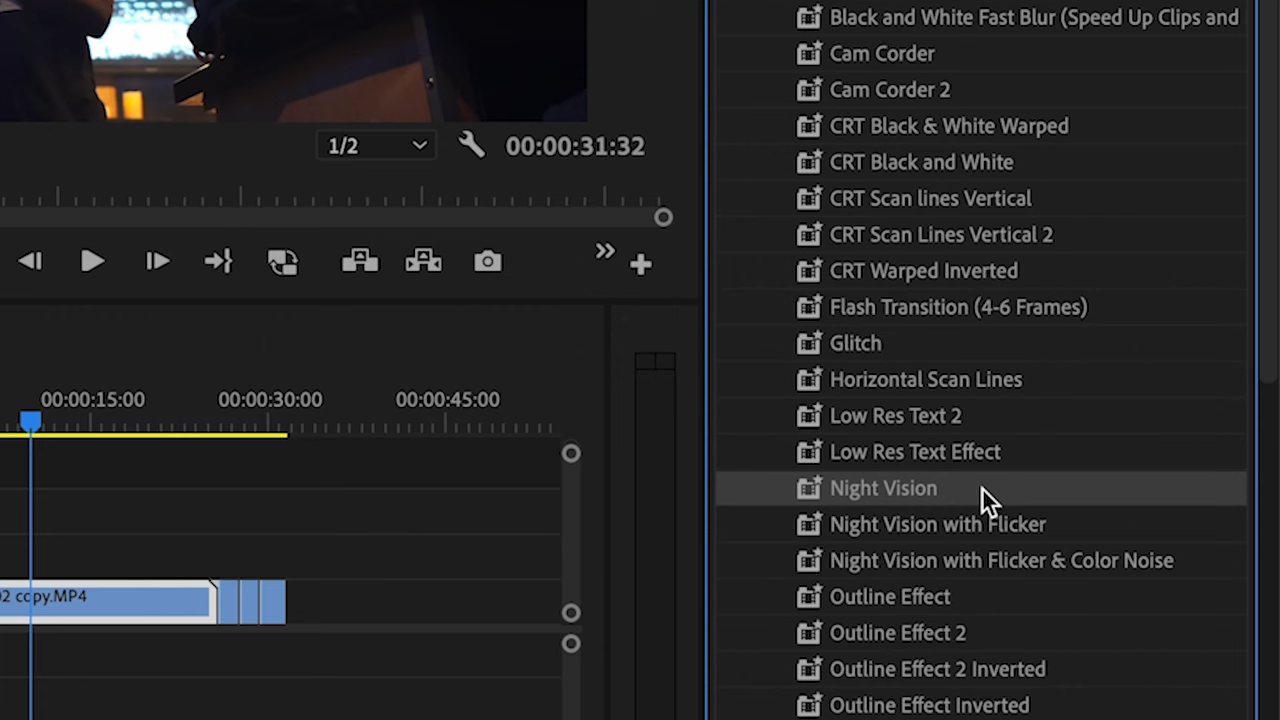 Black and White Fast Blur (Speed Up Clips and
Cam Corder
Cam Corder 2
CRT Black & White Warped
CRT Black and White
CRT Scan lines Vertical
CRT Scan Lines Vertical 2
CRT Warped Inverted
Flash Transition (4-6 Frames)
Glitch
Horizontal Scan Lines
Low Res Text 2
Low Res Text Effect
Night Vision
Night Vision with Flicker
Night Vision with Flicker & Color Noise
Outline Effect
Outline Effect 2
Outline Effect 2 Inverted
Outline Effect Inverted
1/2
00:00:31:32
00:00:15:00
00:00:30:00
00:00:45:00
02 copy.MP4